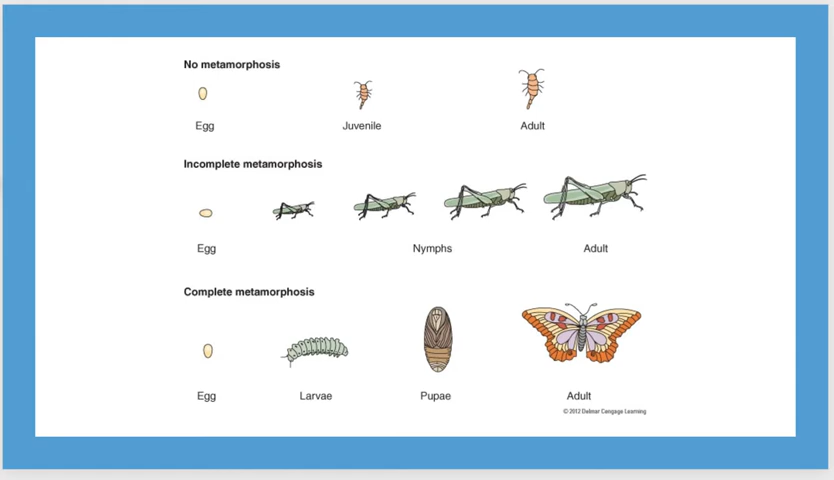 No metamorphosis
Egg Juvenile Adult
Incomplete metamorphosis
Egg Nymphs Adult
Complete metamorphosis
Egg Larvae Pupae Adult
© 2012 Delmar Cengage Learning